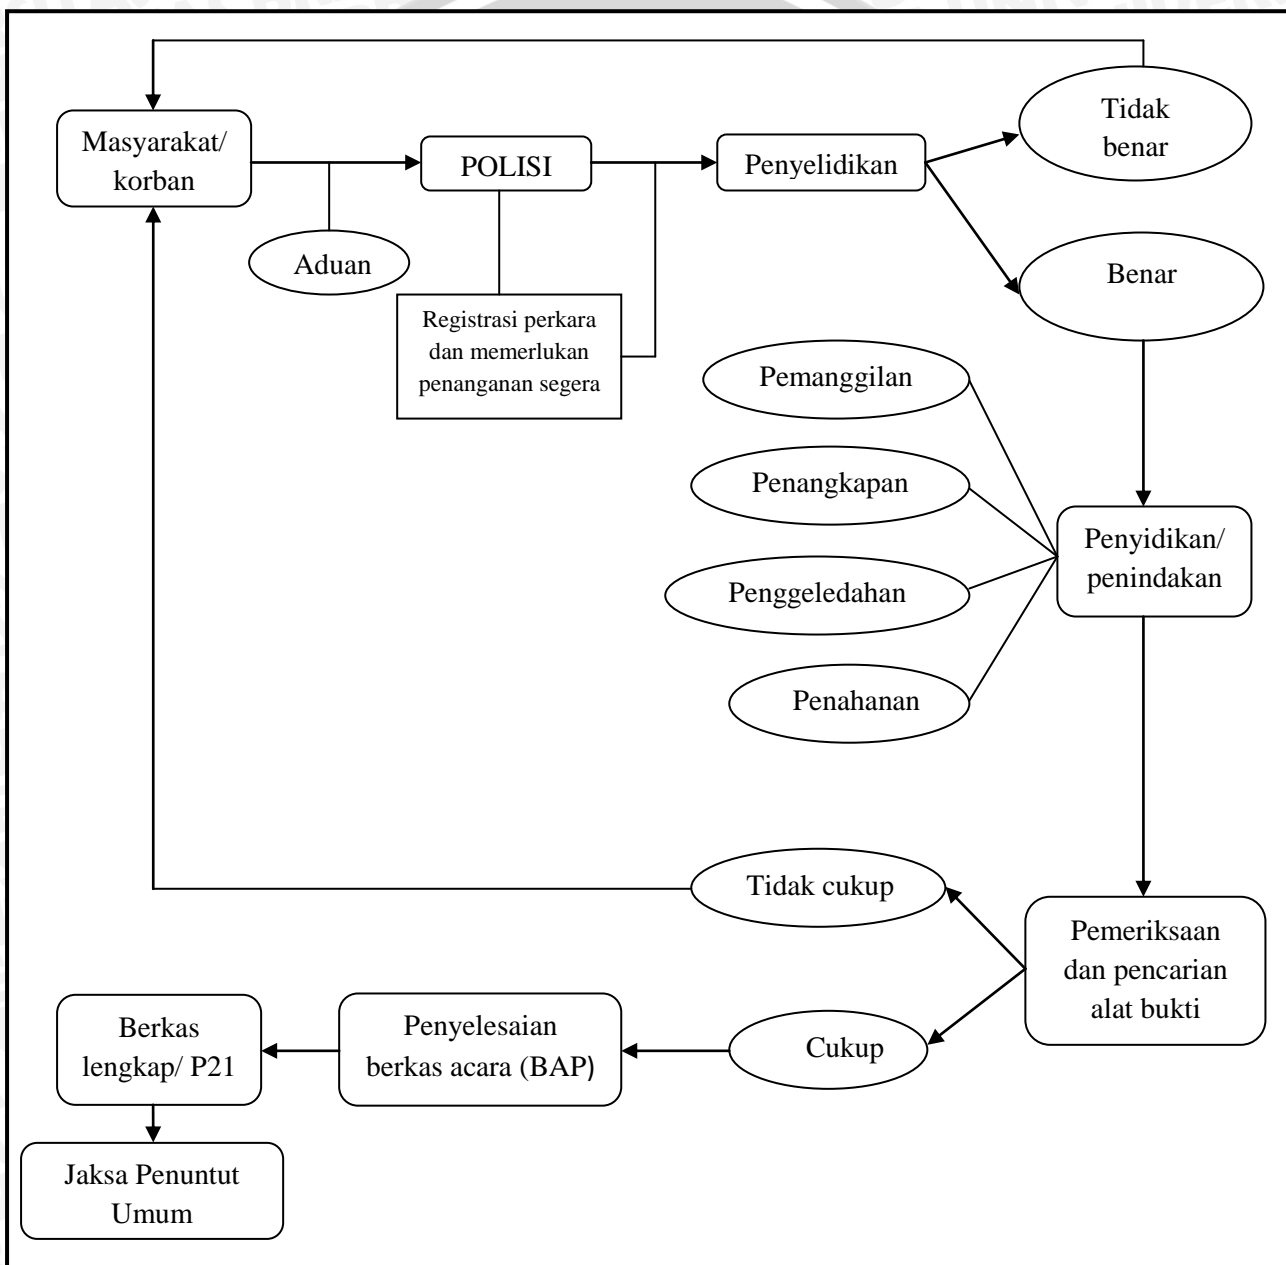 Tidak
benar
Masyarakat/
korban
POLISI
Penyelidikan
Aduan
Benar
Registrasi perkara
dan memerlukan
penanganan segera
Pemanggilan
Penangkapan
Penyidikan/
penindakan
Penggeledahan
Penahanan
Tidak cukup
Pemeriksaan
dan pencarian
alat bukti
Cukup
Penyelesaian
berkas acara (BAP)
Berkas
lengkap/ P21
Jaksa Penuntut
Umum